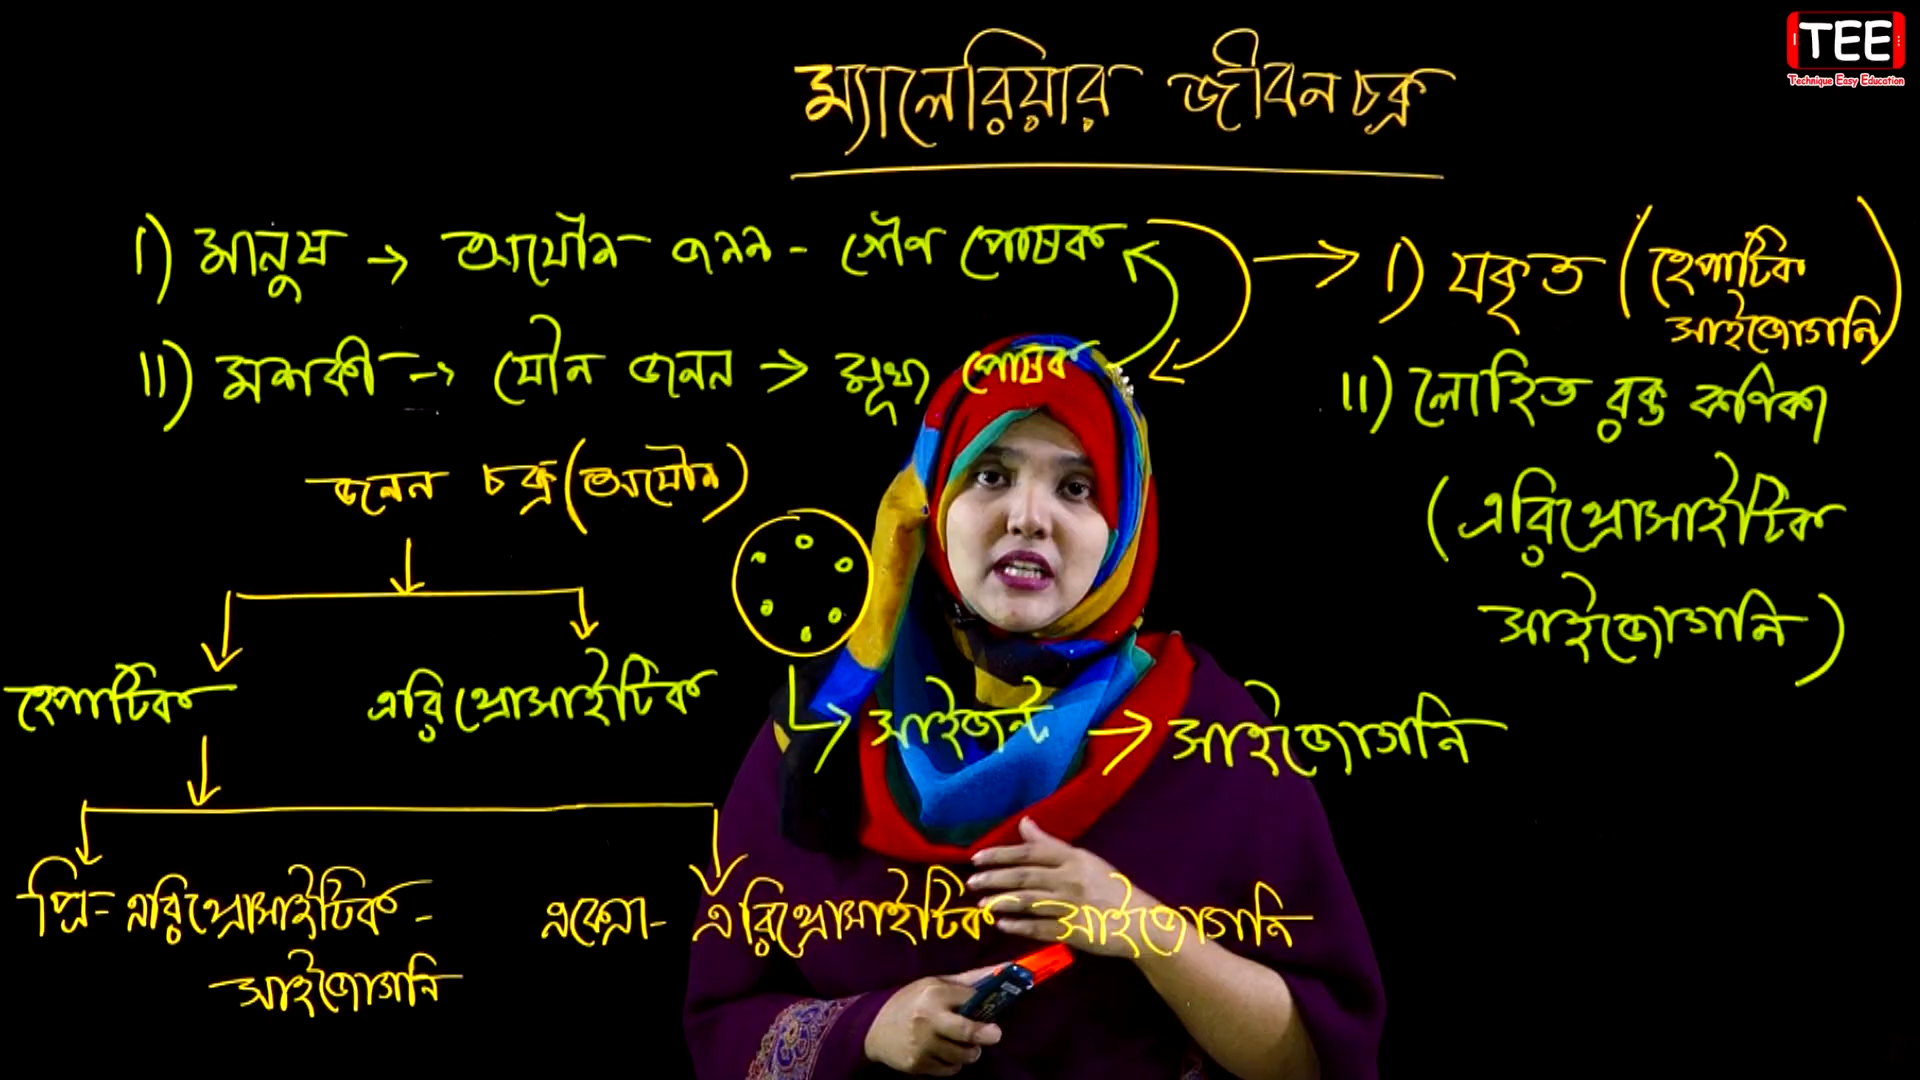 TEE
Technique Easy Education
ম্যালেরিয়ার জীবন চক্র
I) মানুষ → অযৌন জনন - গৌণ পোষক
II) মশকী → যৌন জনন → মুখ্য পোষক
→ I) যকৃত (হেপাটিক সাইজোগনি)
II) লোহিত রক্ত কণিকা
(এরিথ্রোসাইটিক
সাইজোগনি)
জনন চক্র (অযৌন)
হেপাটিক
এরিথ্রোসাইটিক
সাইজন্ট → সাইজোগনি
প্রি-এরিথ্রোসাইটিক-
সাইজোগনি
এক্সো-এরিথ্রোসাইটিক সাইজোগনি